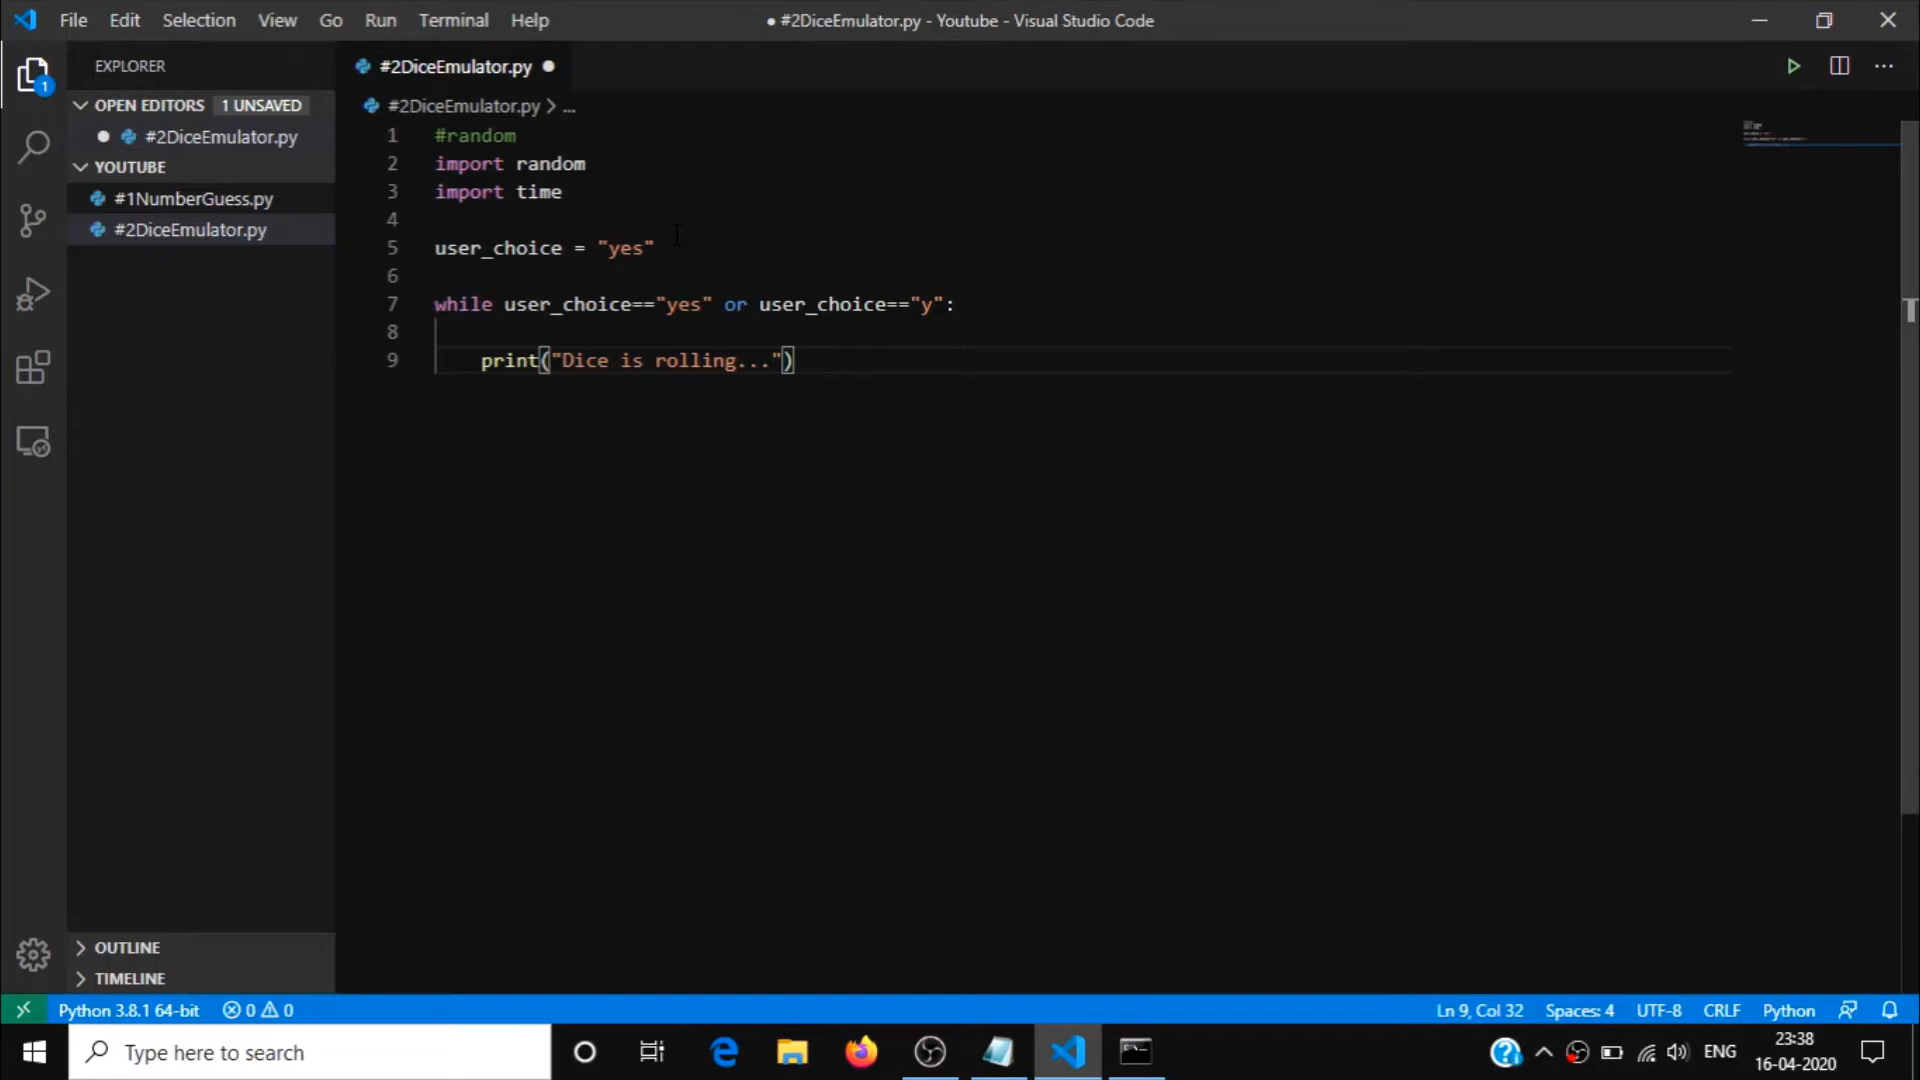 File Edit Selection View Go Run Terminal Help
● #2DiceEmulator.py - Youtube - Visual Studio Code
EXPLORER
OPEN EDITORS 1 UNSAVED
#2DiceEmulator.py
YOUTUBE
#1NumberGuess.py
#2DiceEmulator.py
OUTLINE
TIMELINE
1
#2DiceEmulator.py
#2DiceEmulator.py > ...
1 #random
2 import random
3 import time
4
5 user_choice = "yes"
6
7 while user_choice=="yes" or user_choice=="y":
8
9     print("Dice is rolling...")
Python 3.8.1 64-bit 0 0
Ln 9, Col 32 Spaces: 4 UTF-8 CRLF Python
Type here to search
ENG
23:38
16-04-2020